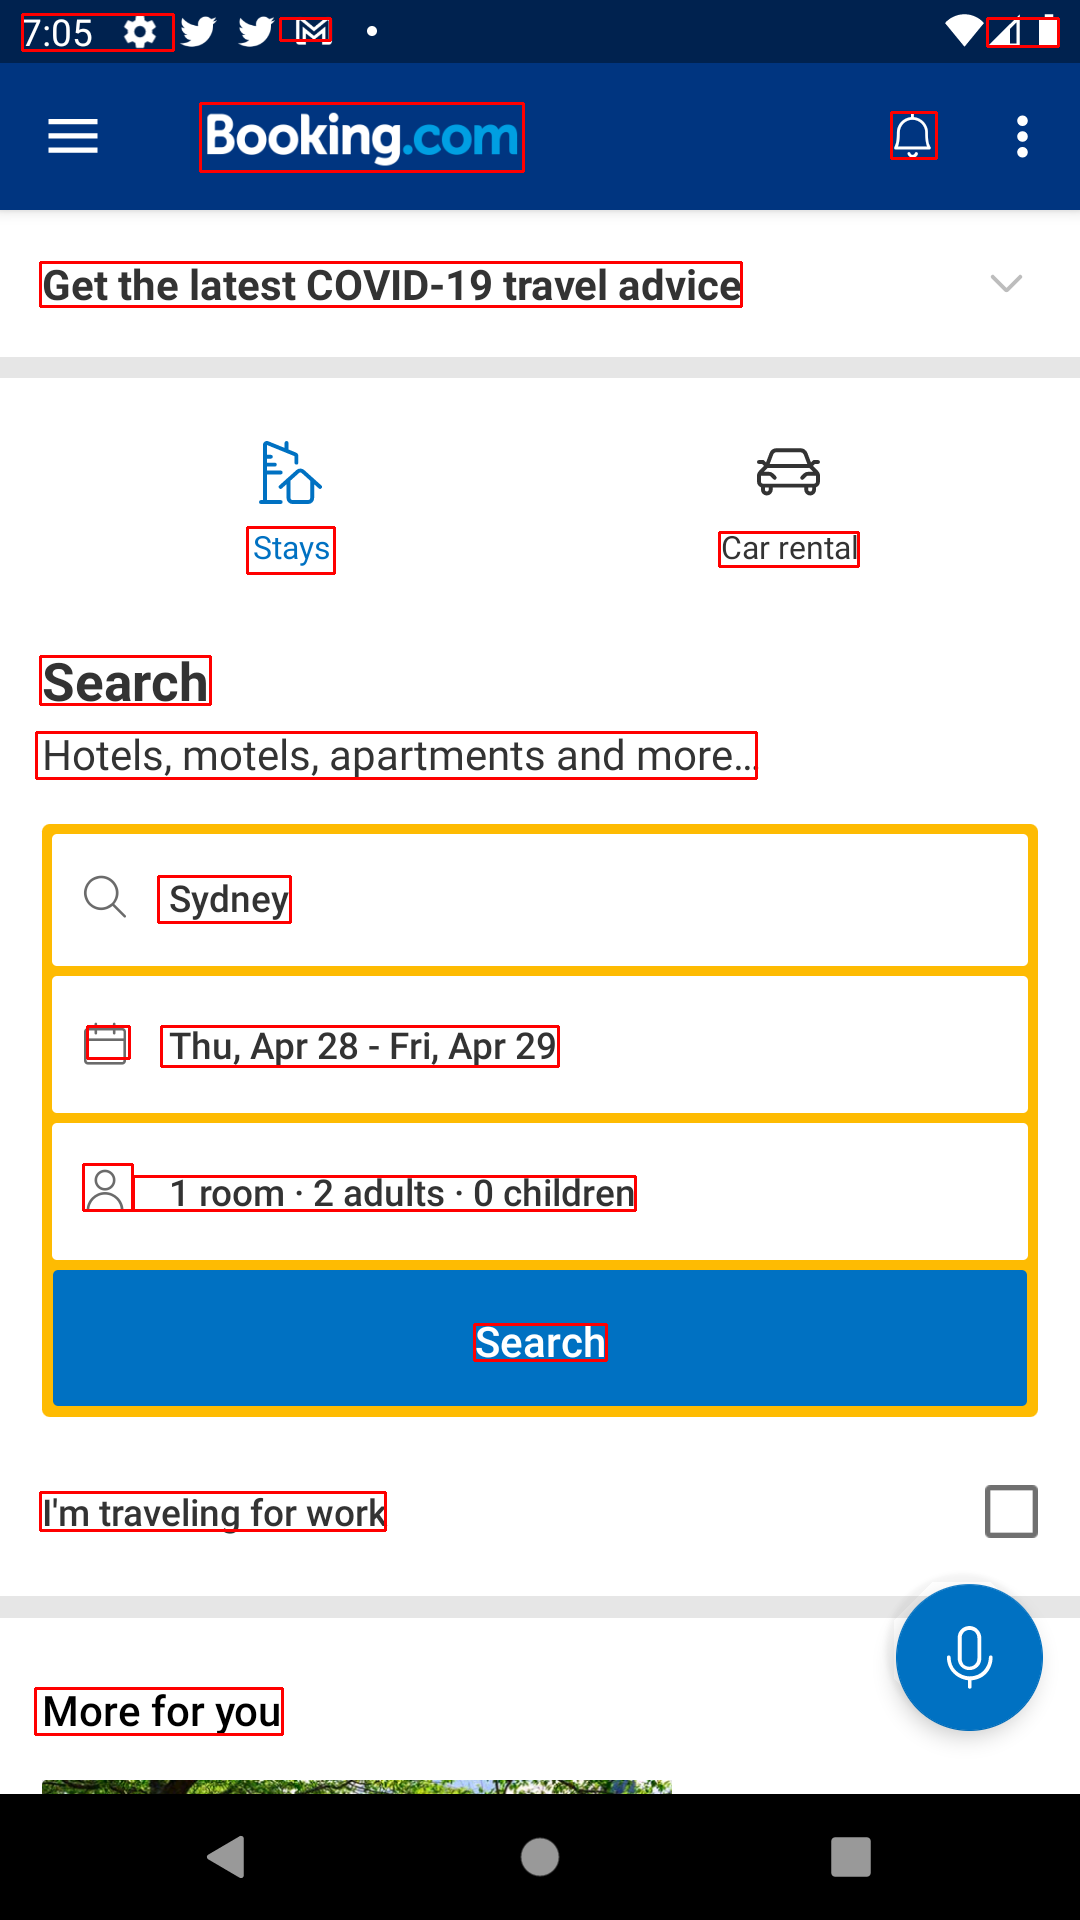 7:05
Booking.com
Get the latest COVID-19 travel advice
Stays
Car rental
Search
Hotels, motels, apartments and more...
Sydney
Thu, Apr 28 - Fri, Apr 29
1 room · 2 adults · 0 children
Search
I'm traveling for work
More for you